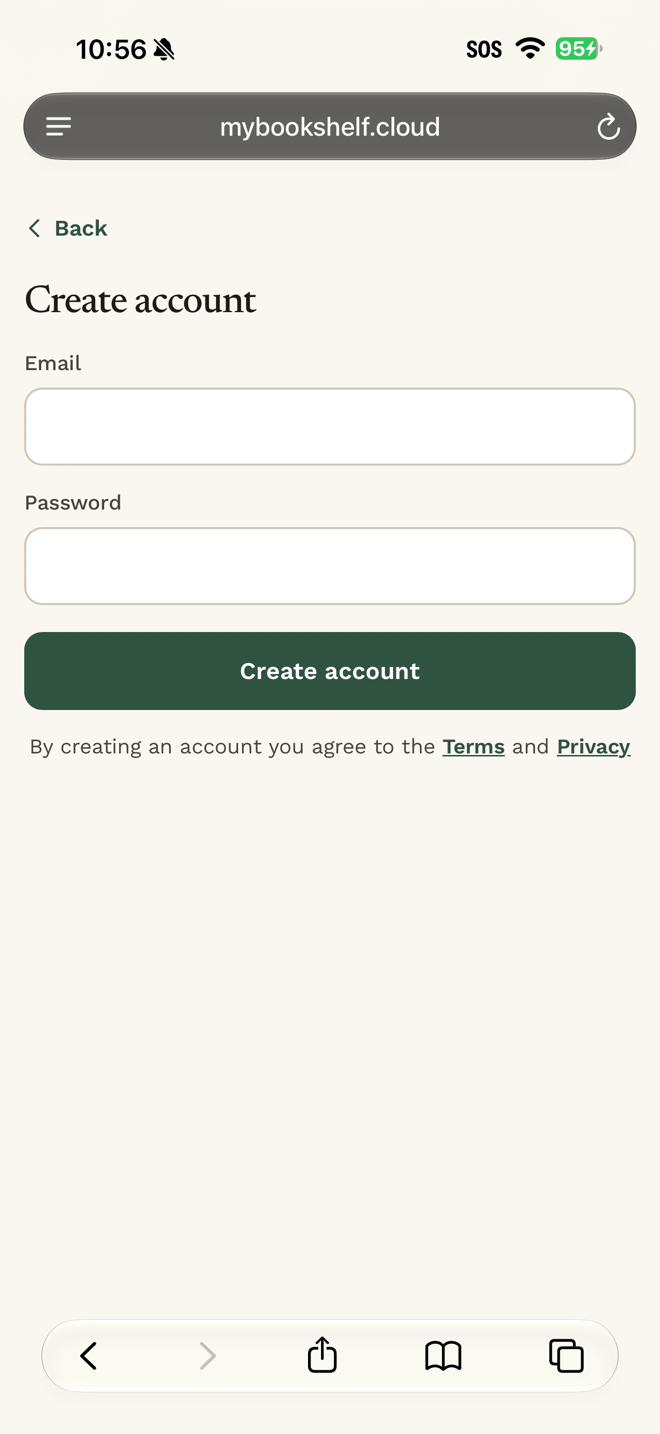 10:56
SOS 95
mybookshelf.cloud
Back
Create account
Email
Password
Create account
By creating an account you agree to the Terms and Privacy